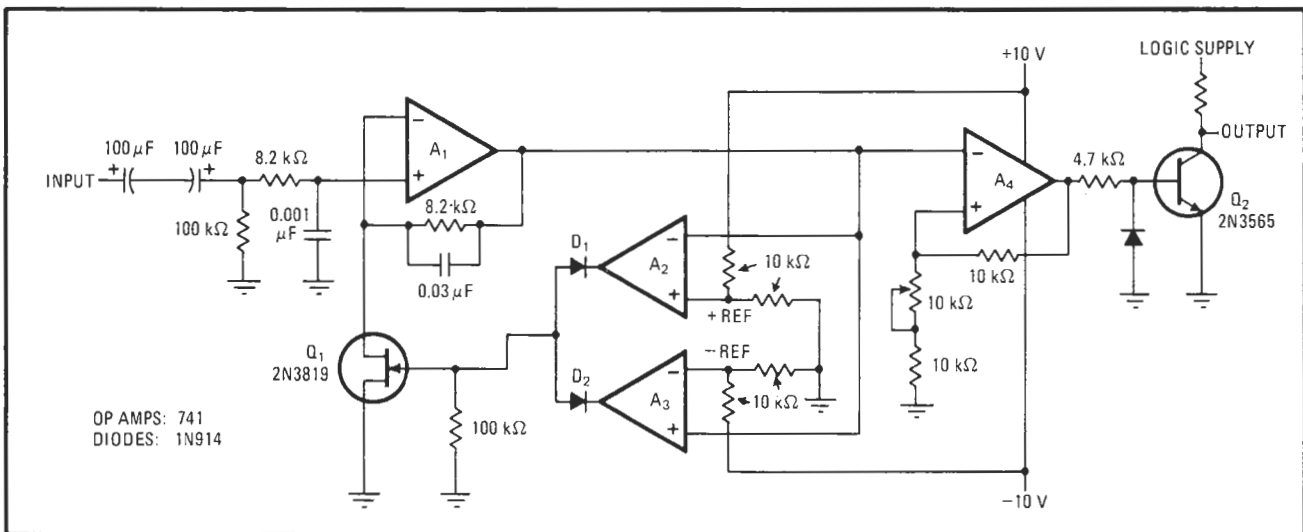 LOGIC SUPPLY
+10 V
OUTPUT
100 μF
100 μF
8.2 kΩ
INPUT
+
+
100 kΩ
0.001
μF
−
A1
+
8.2 kΩ
0.03 μF
D1
−
A2
+
10 kΩ
+ REF
−
A4
+
4.7 kΩ
Q2
2N3565
10 kΩ
10 kΩ
10 kΩ
Q1
2N3819
− REF
D2
−
A3
+
10 kΩ
100 kΩ
OP AMPS: 741
DIODES: 1N914
−10 V